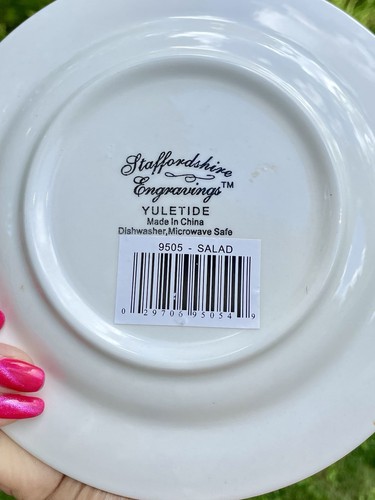 Staffordshire
Engravings™
YULETIDE
Made In China
Dishwasher,Microwave Safe
9505 - SALAD
0 29706 95054 9